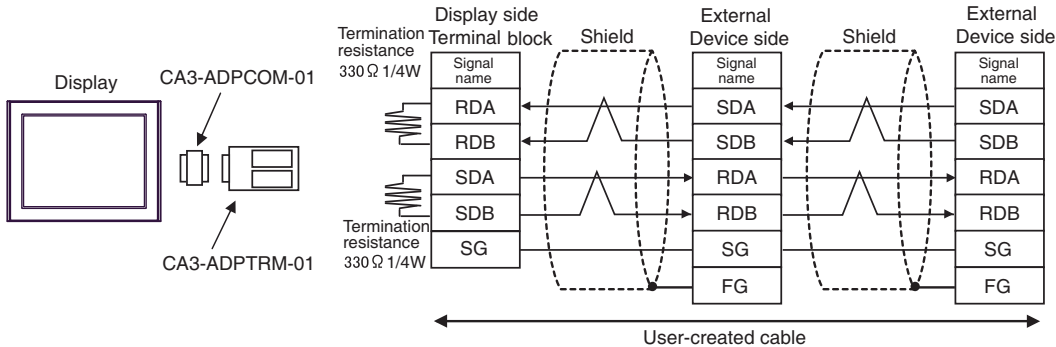 Display
CA3-ADPCOM-01
CA3-ADPTRM-01
Termination
resistance
330Ω 1/4W
Termination
resistance
330Ω 1/4W
Display side
Terminal block
Signal
name
RDA
RDB
SDA
SDB
SG
Shield
External
Device side
Signal
name
SDA
SDB
RDA
RDB
SG
FG
Shield
External
Device side
Signal
name
SDA
SDB
RDA
RDB
SG
FG
User-created cable